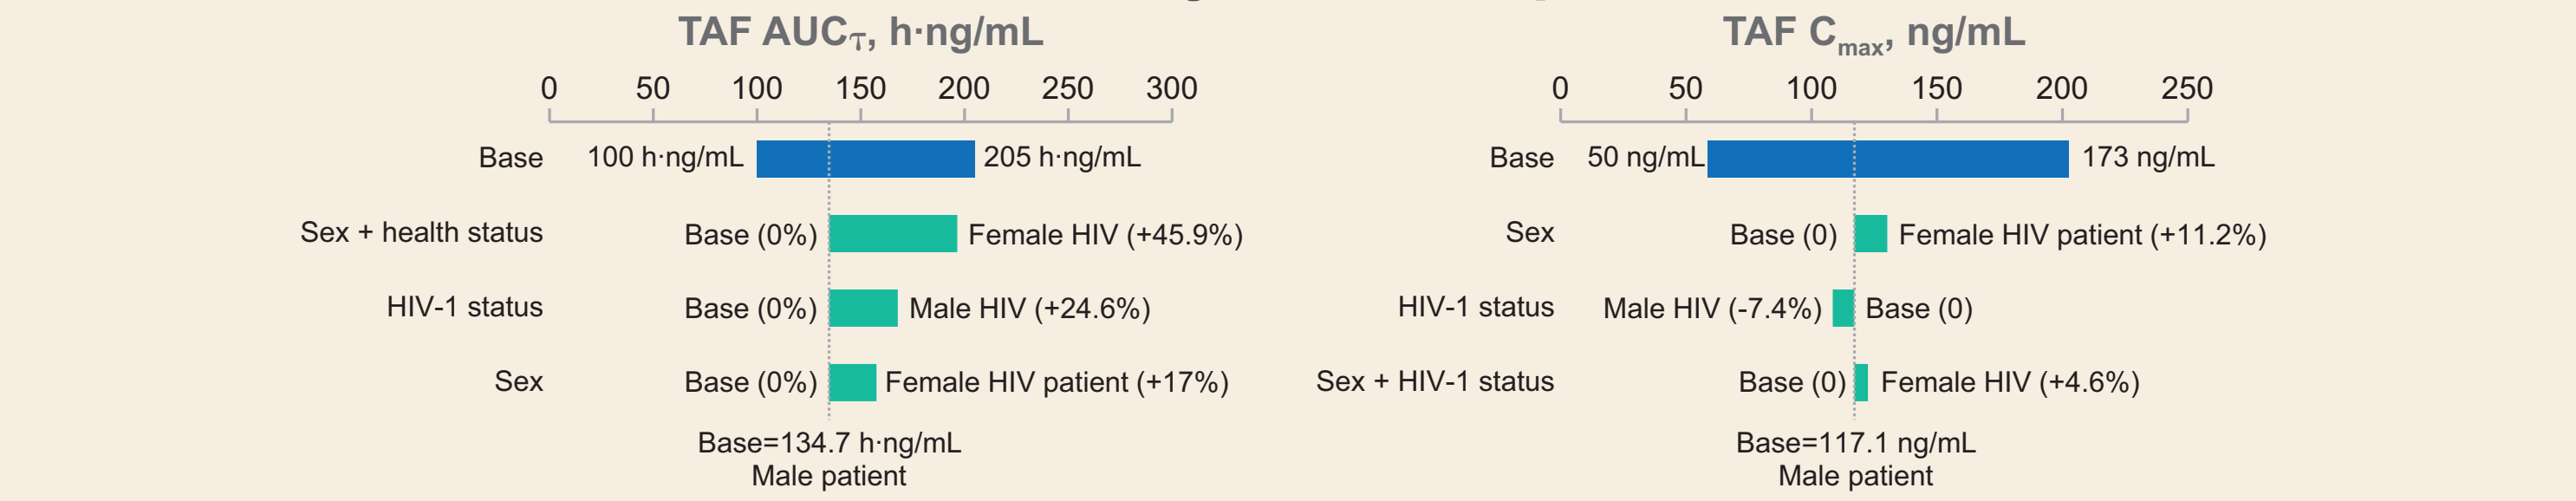 TAF AUCτ, h·ng/mL
0 50 100 150 200 250 300
Base 100 h·ng/mL 205 h·ng/mL
Sex + health status Base (0%) Female HIV (+45.9%)
HIV-1 status Base (0%) Male HIV (+24.6%)
Sex Base (0%) Female HIV patient (+17%)
Base=134.7 h·ng/mL
Male patient
TAF Cmax, ng/mL
0 50 100 150 200 250
Base 50 ng/mL 173 ng/mL
Sex Base (0) Female HIV patient (+11.2%)
HIV-1 status Male HIV (-7.4%) Base (0)
Sex + HIV-1 status Base (0) Female HIV (+4.6%)
Base=117.1 ng/mL
Male patient